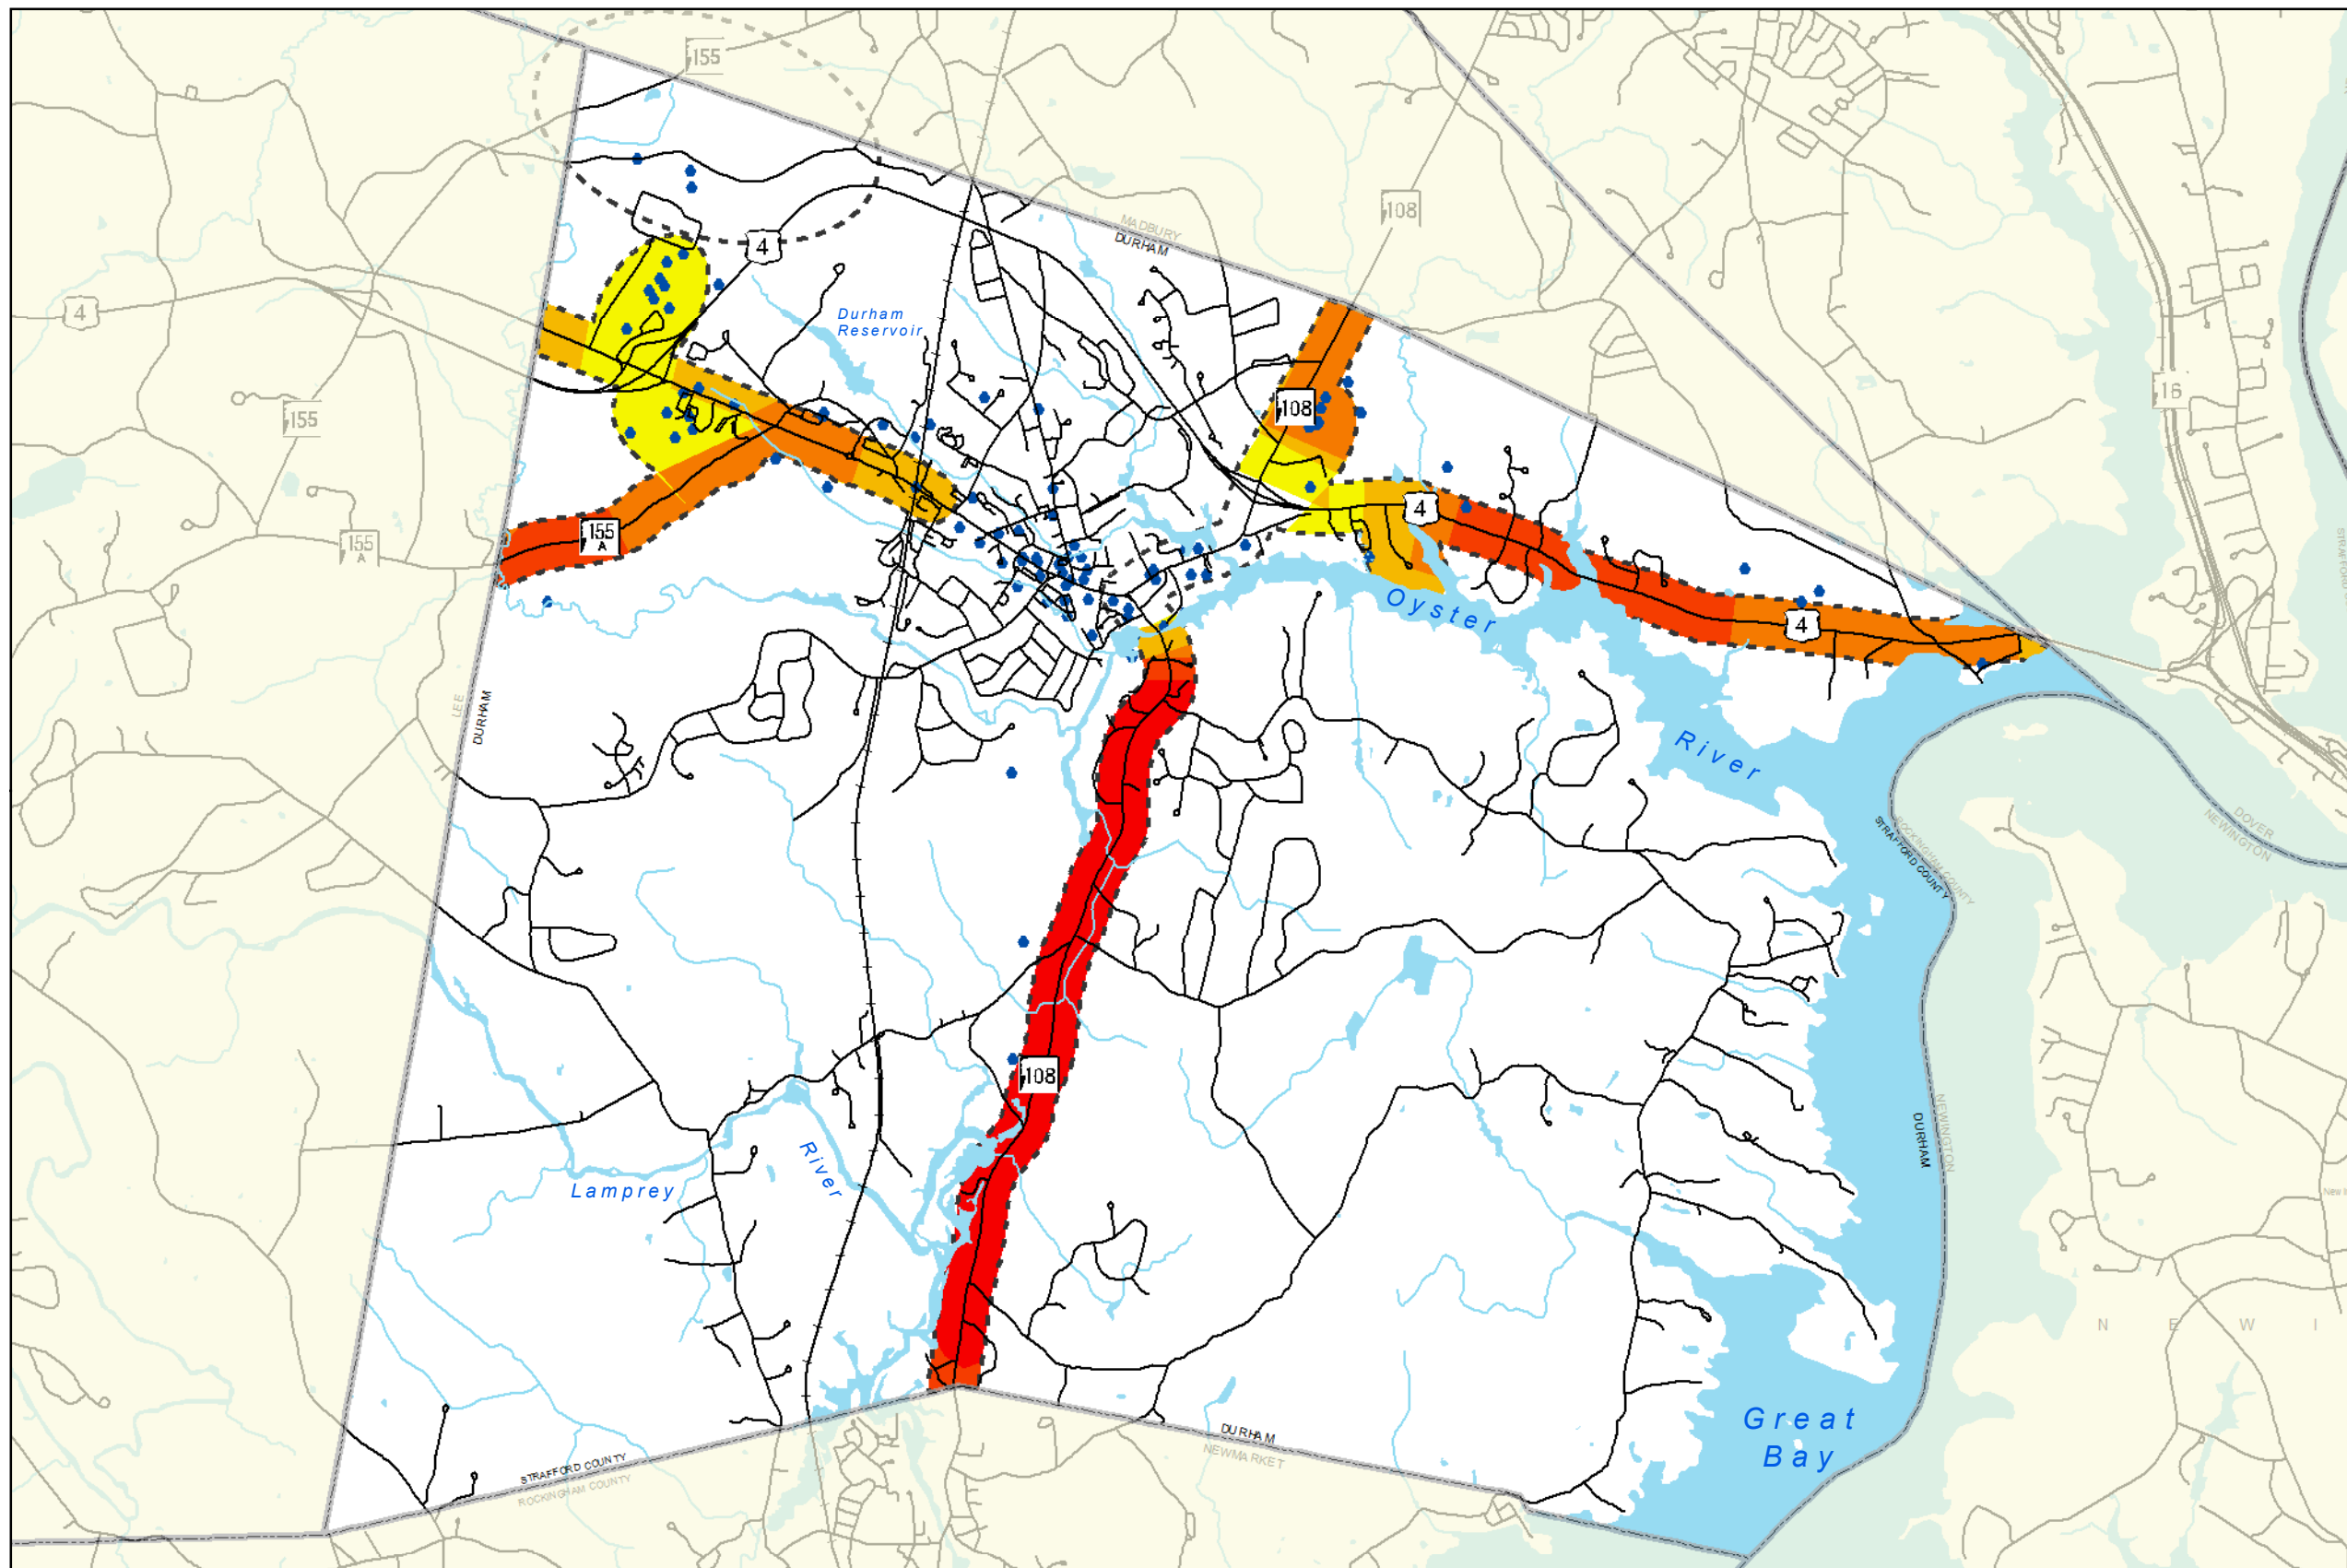 155
MADBURY
DURHAM
108
4
4
Durham
Reservoir
16
155
108
4
155
A
155
A
Oyster
4
LEE
DURHAM
River
DOVER
NEWINGTON
ROCKINGHAM COUNTY
STRAFFORD COUNTY
108
NEWINGTON
DURHAM
Lamprey
River
N E W I
Great
Bay
DURHAM
NEWMARKET
STRAFFORD COUNTY
ROCKINGHAM COUNTY